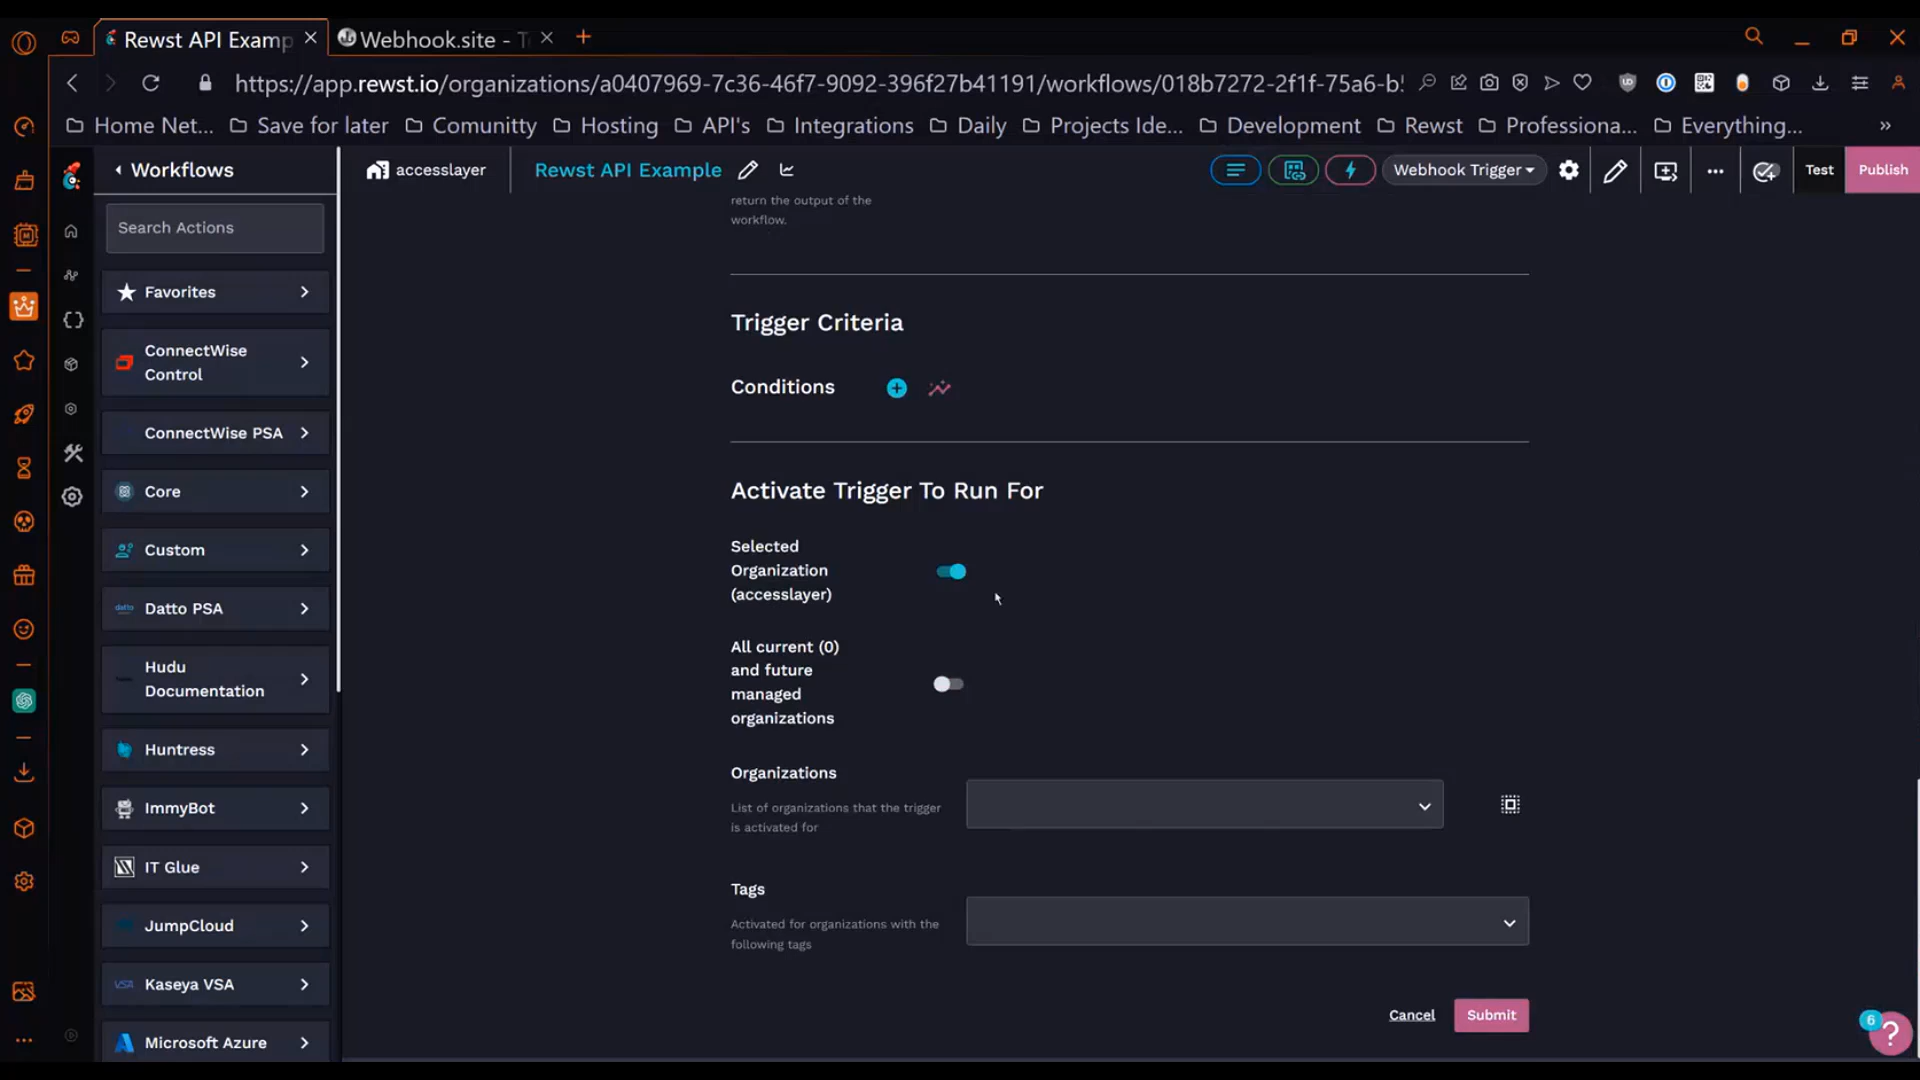 Rewst API Examp
Webhook.site - T
https://app.rewst.io/organizations/a0407969-7c36-46f7-9092-396f27b41191/workflows/018b7272-2f1f-75a6-b!
Home Net...
Save for later
Comunitty
Hosting
API's
Integrations
Daily
Projects Ide...
Development
Rewst
Professiona...
Everything...
Workflows
accesslayer
Rewst API Example
Webhook Trigger
Test
Publish
Search Actions
Favorites
ConnectWise
Control
ConnectWise PSA
Core
Custom
Datto PSA
Hudu
Documentation
Huntress
ImmyBot
IT Glue
JumpCloud
VSA
Kaseya VSA
Microsoft Azure
return the output of the
workflow.
Trigger Criteria
Conditions
Activate Trigger To Run For
Selected
Organization
(accesslayer)
All current (0)
and future
managed
organizations
Organizations
List of organizations that the trigger
is activated for
Tags
Activated for organizations with the
following tags
Cancel
Submit
6
?